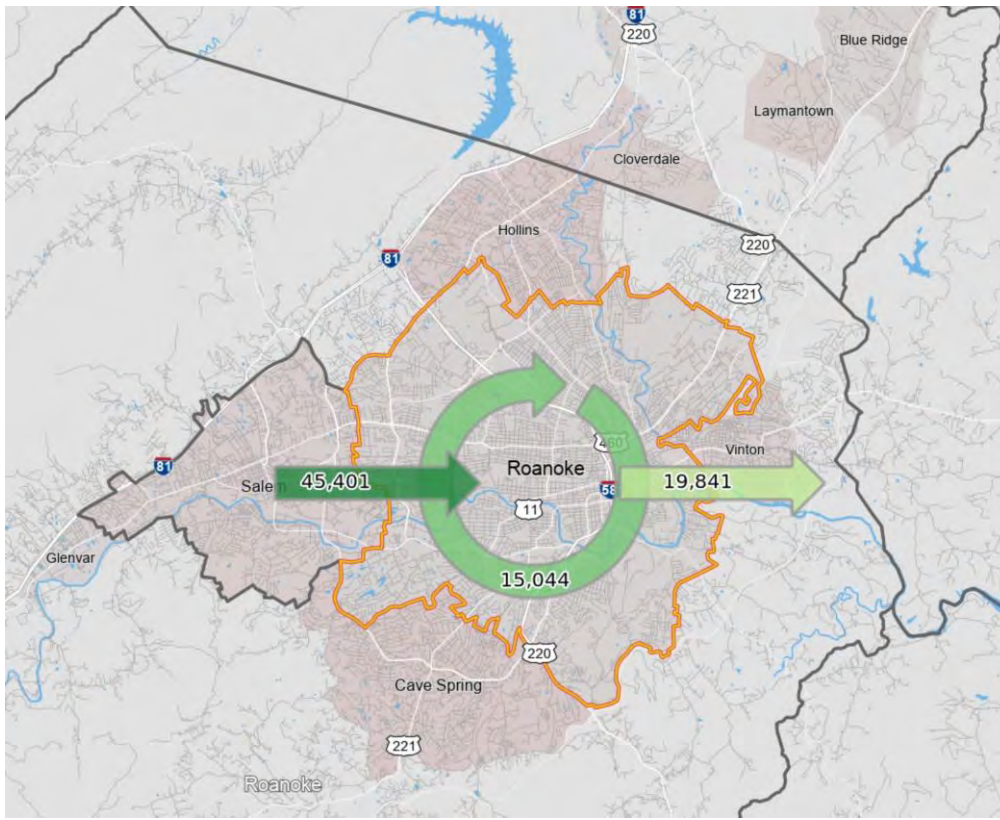 81
220
Blue Ridge
Laymantown
Cloverdale
Hollins
220
81
221
460
Vinton
Roanoke
81
Salem
45,401
19,841
58
11
Glenvar
15,044
220
Cave Spring
221
Roanoke